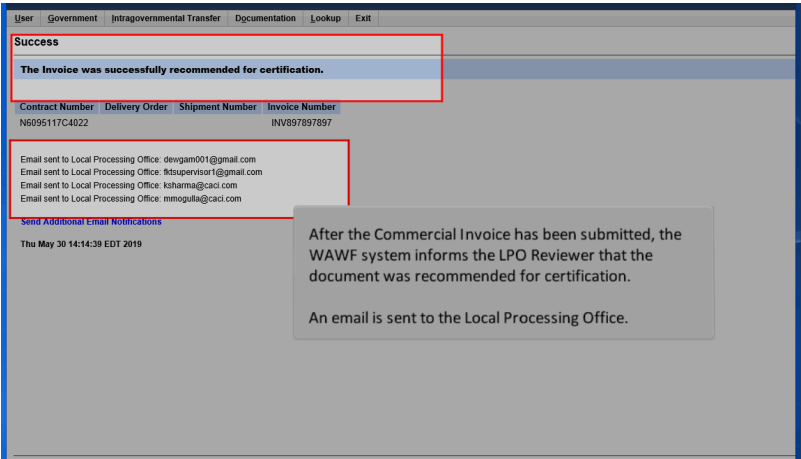 User Government Intragovernmental Transfer Documentation Lookup Exit
Success
The Invoice was successfully recommended for certification.
Contract Number Delivery Order Shipment Number Invoice Number
N6095117C4022 INV897897897
Email sent to Local Processing Office: dewgam001@gmail.com
Email sent to Local Processing Office: fktsupervisor1@gmail.com
Email sent to Local Processing Office: ksharma@caci.com
Email sent to Local Processing Office: mmogulla@caci.com
Send Additional Email Notifications
Thu May 30 14:14:39 EDT 2019
After the Commercial Invoice has been submitted, the
WAWF system informs the LPO Reviewer that the
document was recommended for certification.
An email is sent to the Local Processing Office.